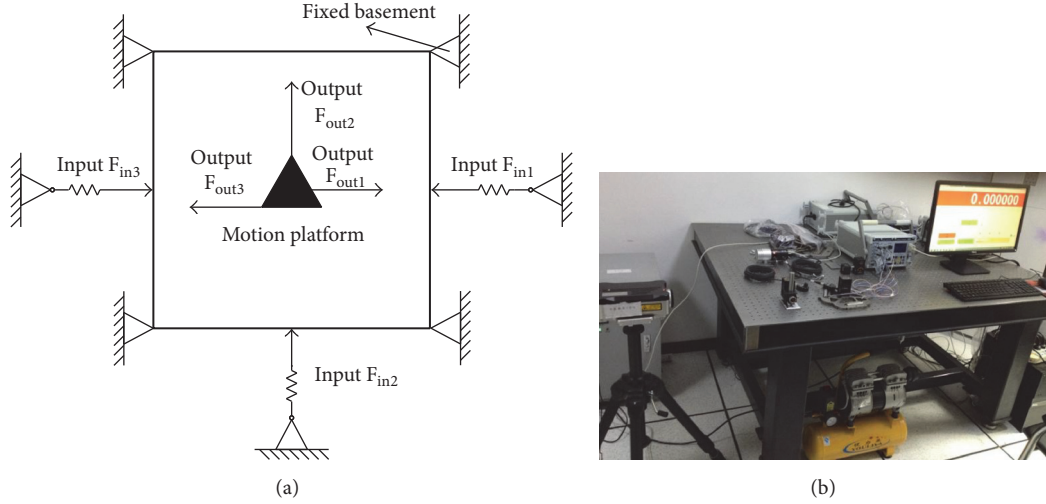 Fixed basement
Output
F_out2
Output
F_out3
Output
F_out1
Input F_in3
Input F_in1
Motion platform
Input F_in2
0.000000
(a)
(b)